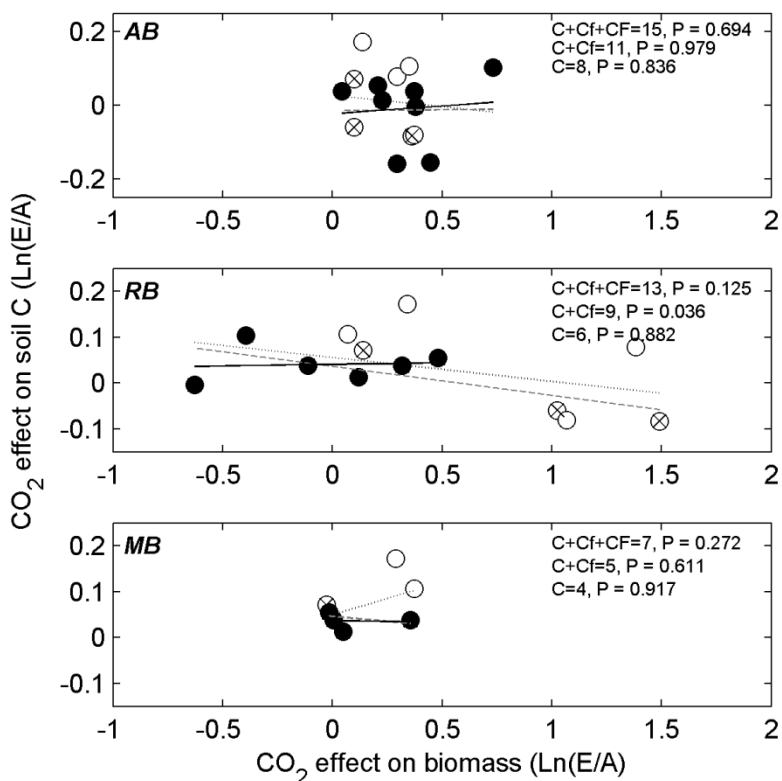 AB
C+Cf+CF=15, P = 0.694
C+Cf=11, P = 0.979
C=8, P = 0.836
0.2
0
-0.2
-1 -0.5 0 0.5 1 1.5 2
RB
C+Cf+CF=13, P = 0.125
C+Cf=9, P = 0.036
C=6, P = 0.882
0.2
0.1
0
-0.1
-1 -0.5 0 0.5 1 1.5 2
MB
C+Cf+CF=7, P = 0.272
C+Cf=5, P = 0.611
C=4, P = 0.917
0.2
0.1
0
-0.1
-1 -0.5 0 0.5 1 1.5 2
CO2 effect on soil C (Ln(E/A)
CO2 effect on biomass (Ln(E/A)